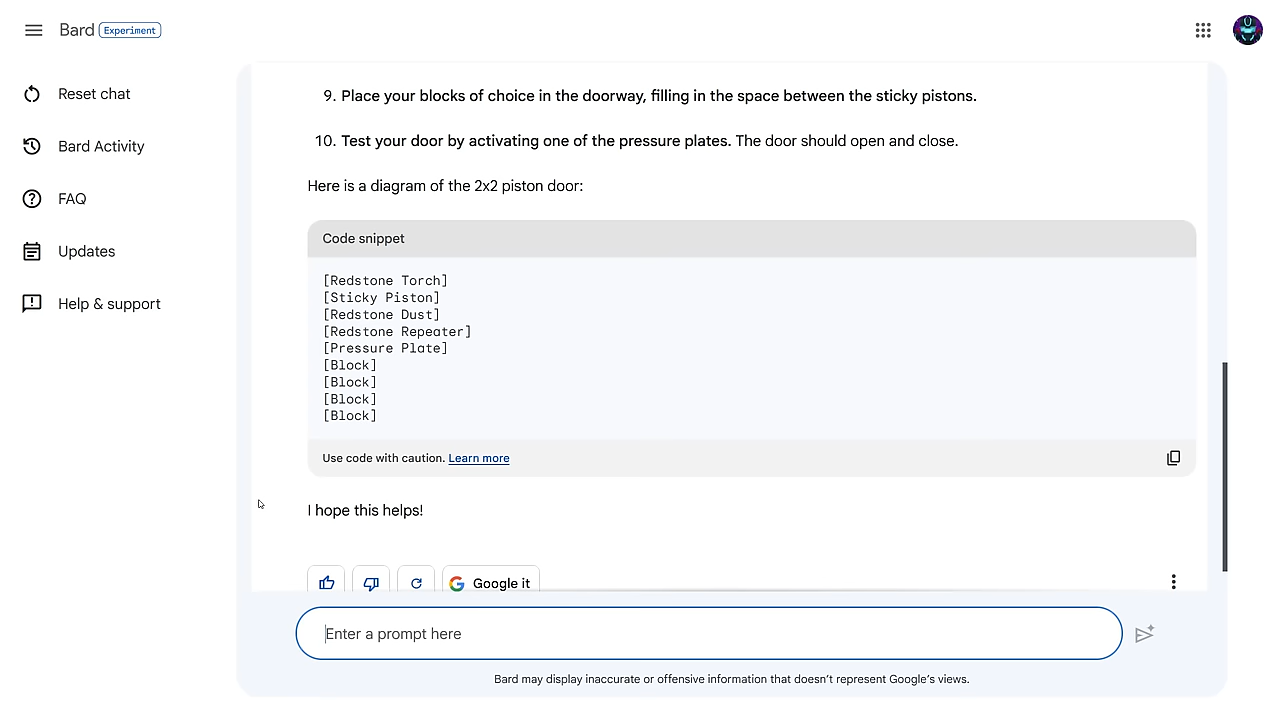 Bard Experiment
Reset chat
Bard Activity
FAQ
Updates
Help & support
9. Place your blocks of choice in the doorway, filling in the space between the sticky pistons.
10. Test your door by activating one of the pressure plates. The door should open and close.
Here is a diagram of the 2x2 piston door:
Code snippet
[Redstone Torch]
[Sticky Piston]
[Redstone Dust]
[Redstone Repeater]
[Pressure Plate]
[Block]
[Block]
[Block]
[Block]
Use code with caution. Learn more
I hope this helps!
Google it
Enter a prompt here
Bard may display inaccurate or offensive information that doesn't represent Google's views.